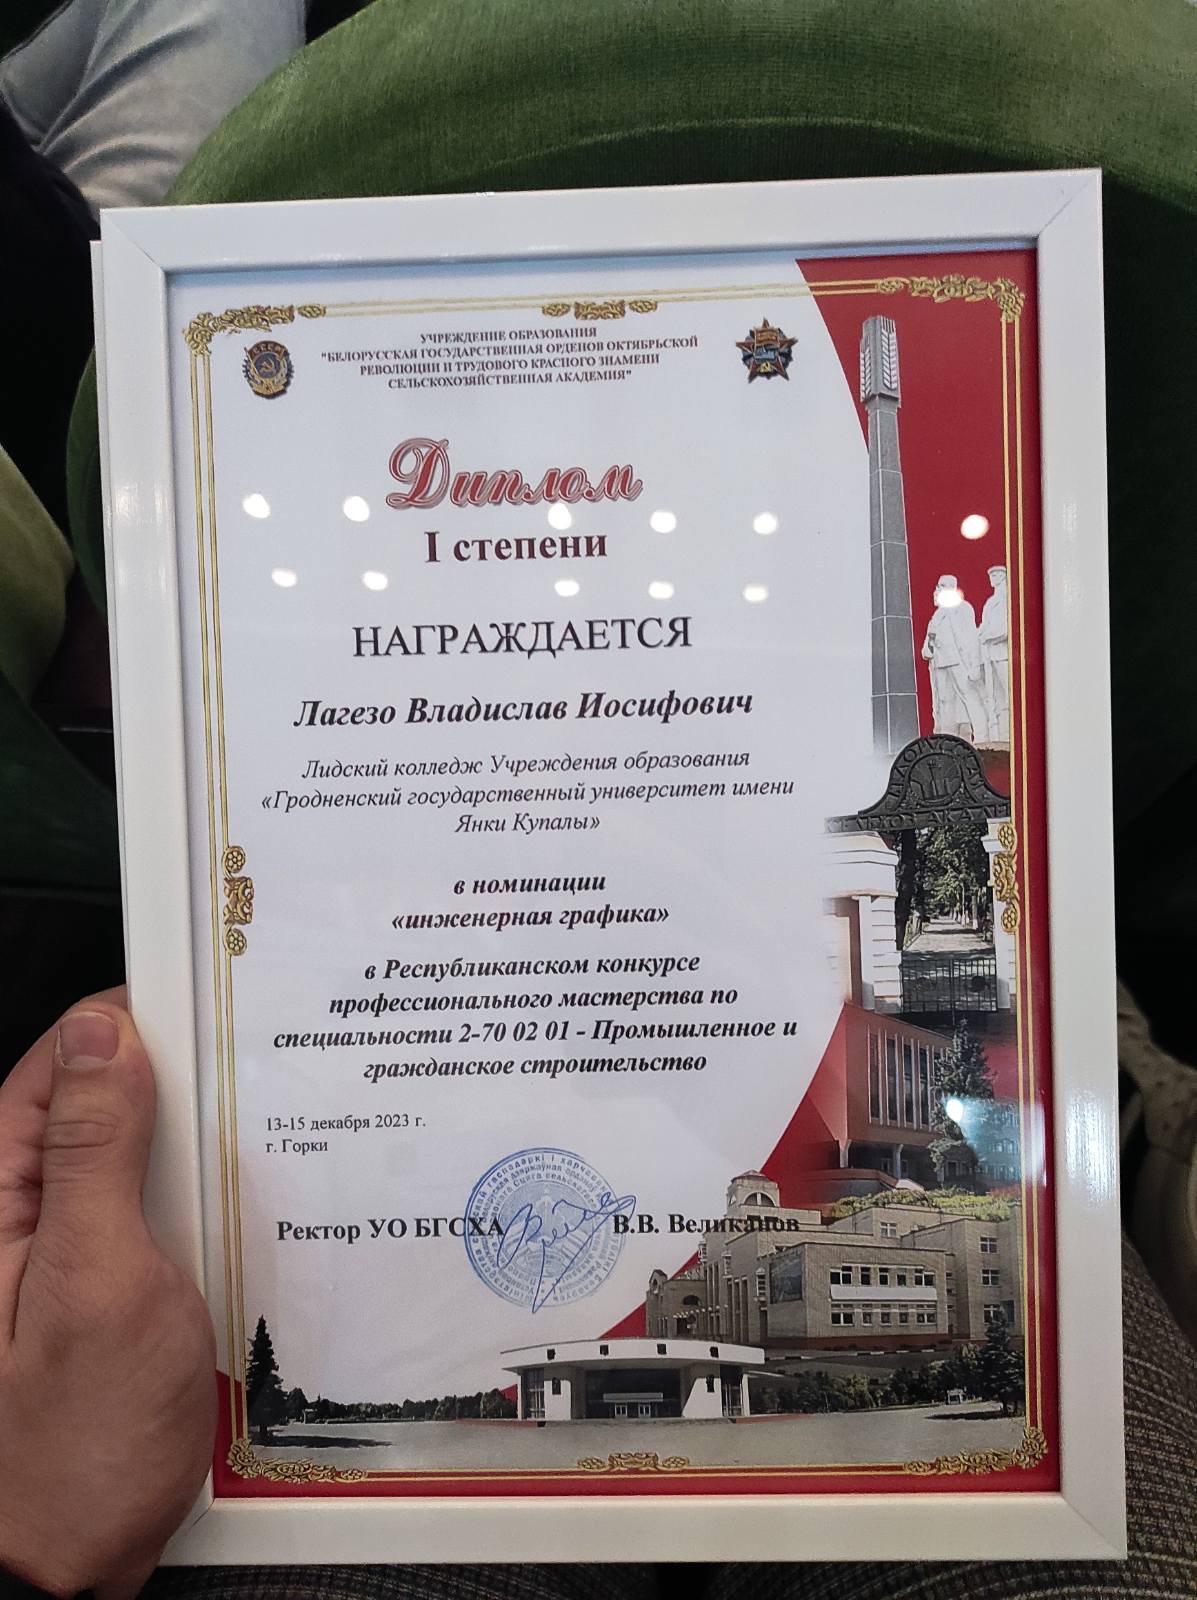 УЧРЕЖДЕНИЕ ОБРАЗОВАНИЯ
"БЕЛОРУССКАЯ ГОСУДАРСТВЕННАЯ ОРДЕНОВ ОКТЯБРЬСКОЙ
РЕВОЛЮЦИИ И ТРУДОВОГО КРАСНОГО ЗНАМЕНИ
СЕЛЬСКОХОЗЯЙСТВЕННАЯ АКАДЕМИЯ"
Диплом
I степени
НАГРАЖДАЕТСЯ
Лагезо Владислав Иосифович
Лидский колледж Учреждения образования
«Гродненский государственный университет имени
Янки Купалы»
в номинации
«инженерная графика»
в Республиканском конкурсе
профессионального мастерства по
специальности 2-70 02 01 - Промышленное и
гражданское строительство
13-15 декабря 2023 г.
г. Горки
Ректор УО БГСХА В.В. Великанов